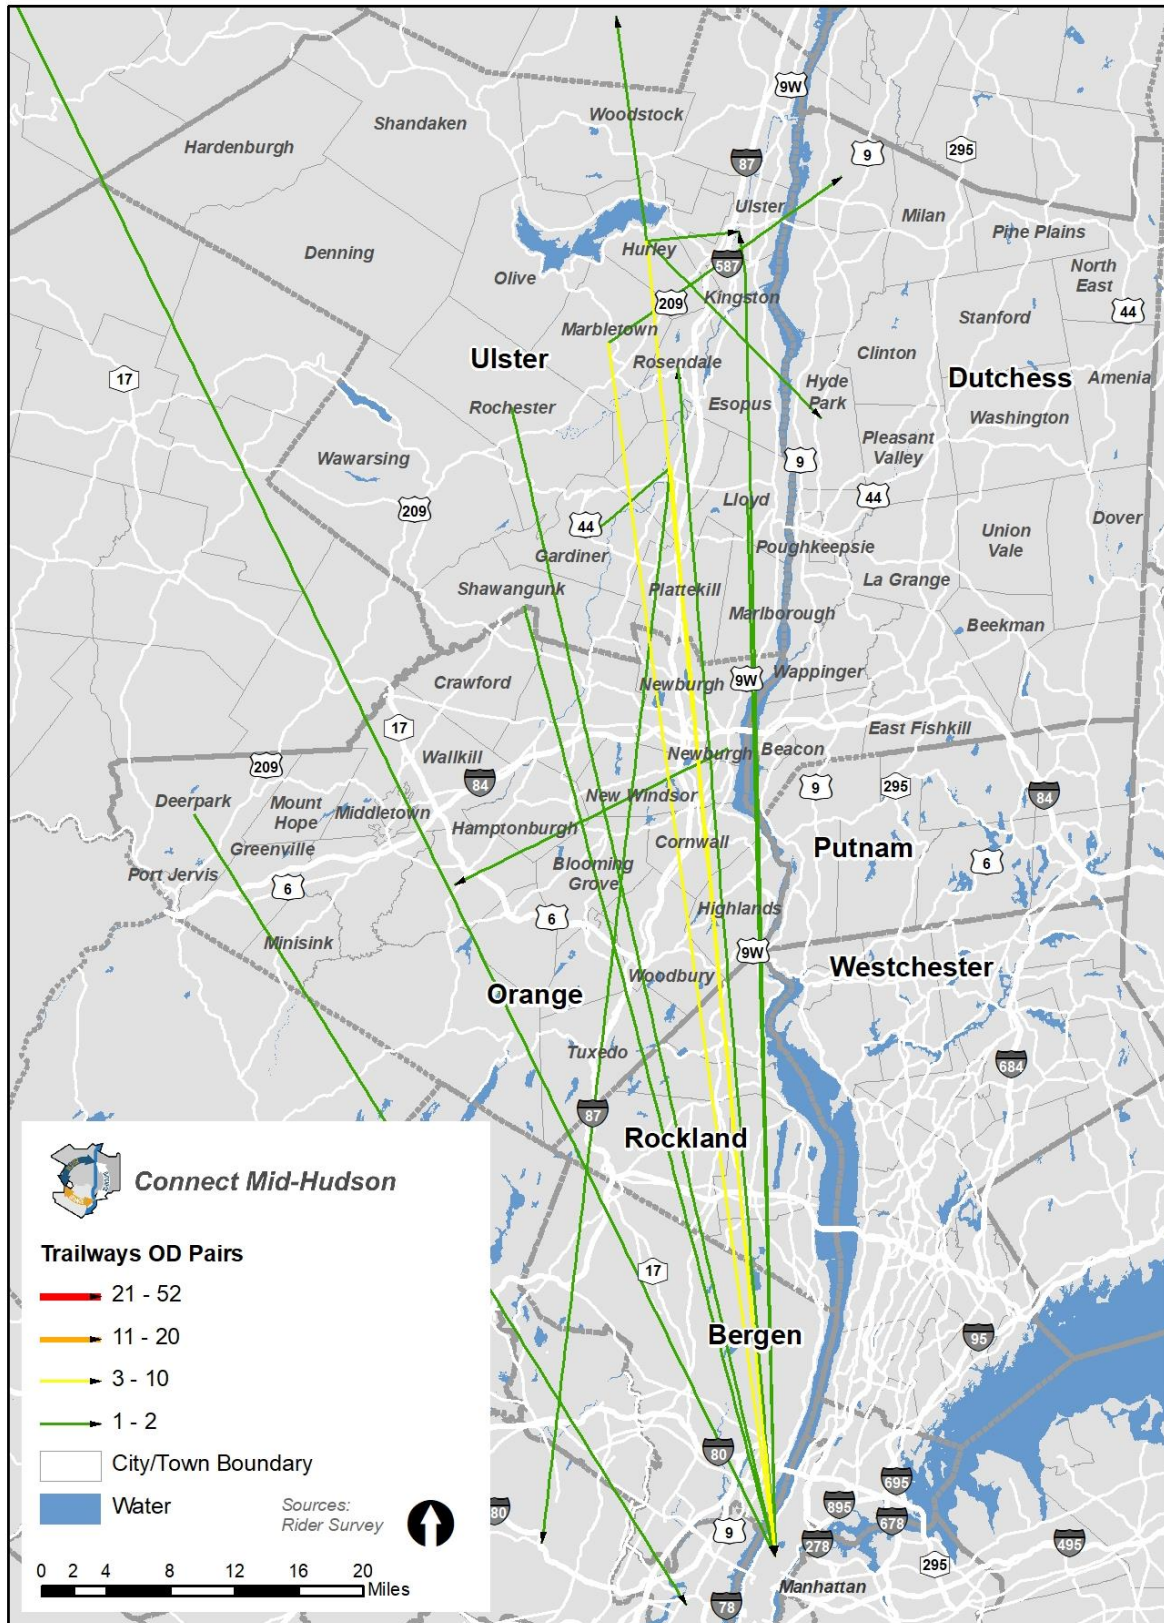 9W
Woodstock
Shandaken
Hardenburgh
87
9
295
Ulster
Milan
Pine Plains
Denning
Hurley
Olive
587
North
East
209
Kingston
44
Stanford
Marbletown
Ulster
Rosendale
Clinton
17
Dutchess
Amenia
Hyde
Park
Rochester
Esopus
Washington
Pleasant
Valley
Wawarsing
9
209
Lloyd
44
44
Dover
Union
Vale
Gardiner
Poughkeepsie
Shawangunk
Plattekill
La Grange
Marlborough
Beekman
Wappinger
Crawford
Newburgh
9W
17
East Fishkill
Wallkill
Newburgh
Beacon
209
84
9
295
84
Deerpark
Mount
Hope
Middletown
New Windsor
Hamptonburgh
Greenville
Cornwall
Putnam
Blooming
Grove
6
Port Jervis
6
Highlands
6
Minisink
9W
Woodbury
Westchester
Orange
Tuxedo
684
87
Rockland
Connect Mid-Hudson
Trailways OD Pairs
21 - 52
11 - 20
3 - 10
1 - 2
City/Town Boundary
Water
Sources:
Rider Survey
0 2 4 8 12 16 20
Miles
17
Bergen
95
80
695
80
895
678
9
278
495
295
Manhattan
78